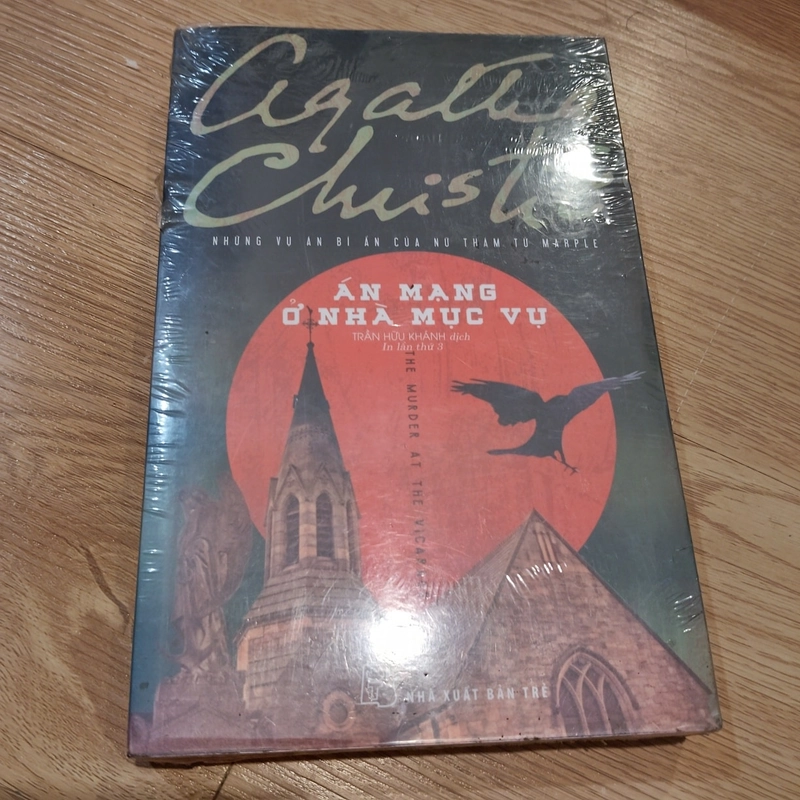 Agatha
Christie
NHỮNG VỤ ÁN BÍ ẨN CỦA NỮ THÁM TỬ MARPLE
ÁN MẠNG
Ở NHÀ MỤC VỤ
TRẦN HỮU KHÁNH dịch
In lần thứ 3
THE MURDER AT THE VICARAGE
NHÀ XUẤT BẢN TRẺ